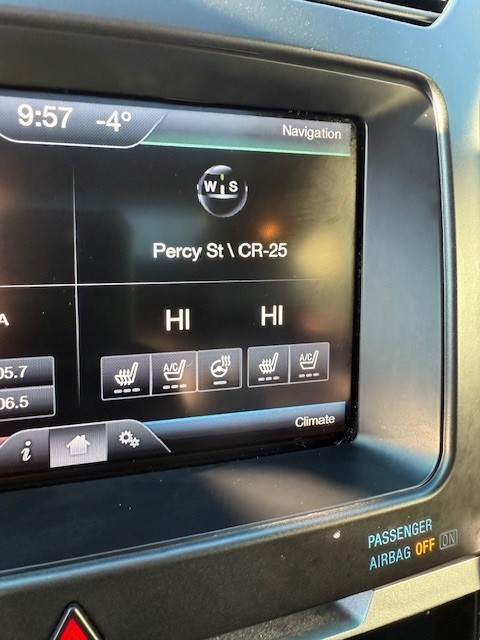 9:57 -4°
Navigation
W S
Percy St \ CR-25
HI HI
A/C A/C
05.7
06.5
i
Climate
PASSENGER
AIRBAG OFF ON